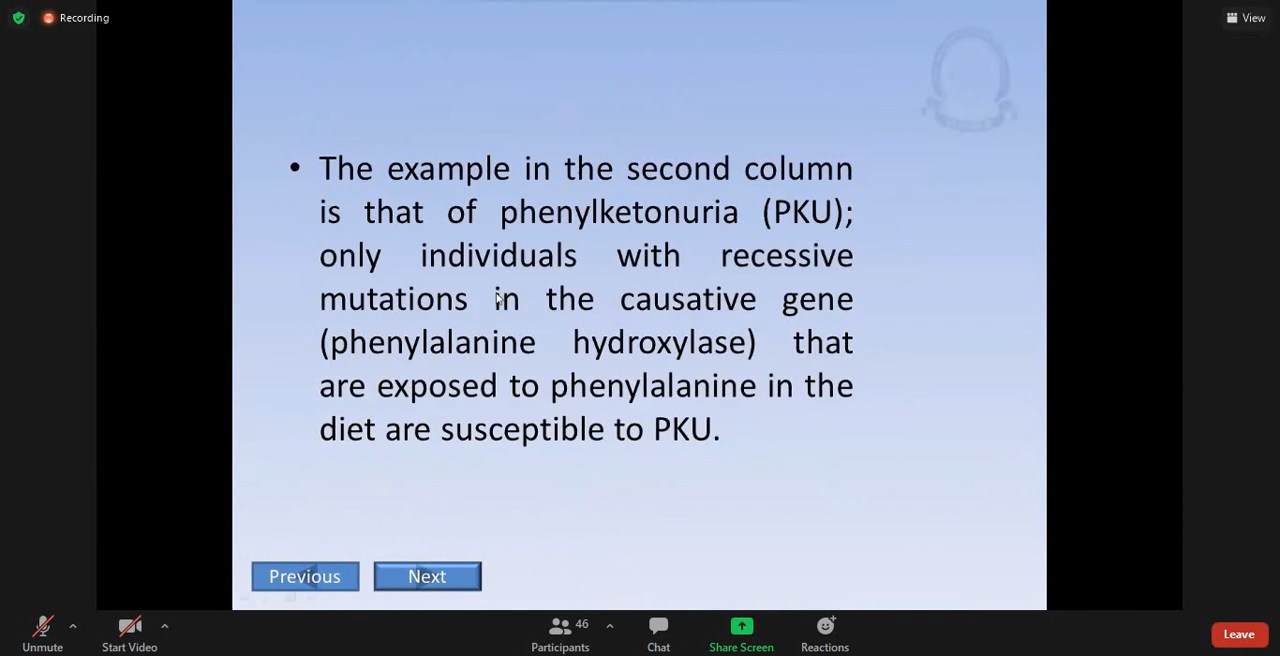 Recording
View
• The example in the second column
is that of phenylketonuria (PKU);
only individuals with recessive
mutations in the causative gene
(phenylalanine hydroxylase) that
are exposed to phenylalanine in the
diet are susceptible to PKU.
Previous Next
46
Unmute Start Video Participants Chat Share Screen Reactions Leave